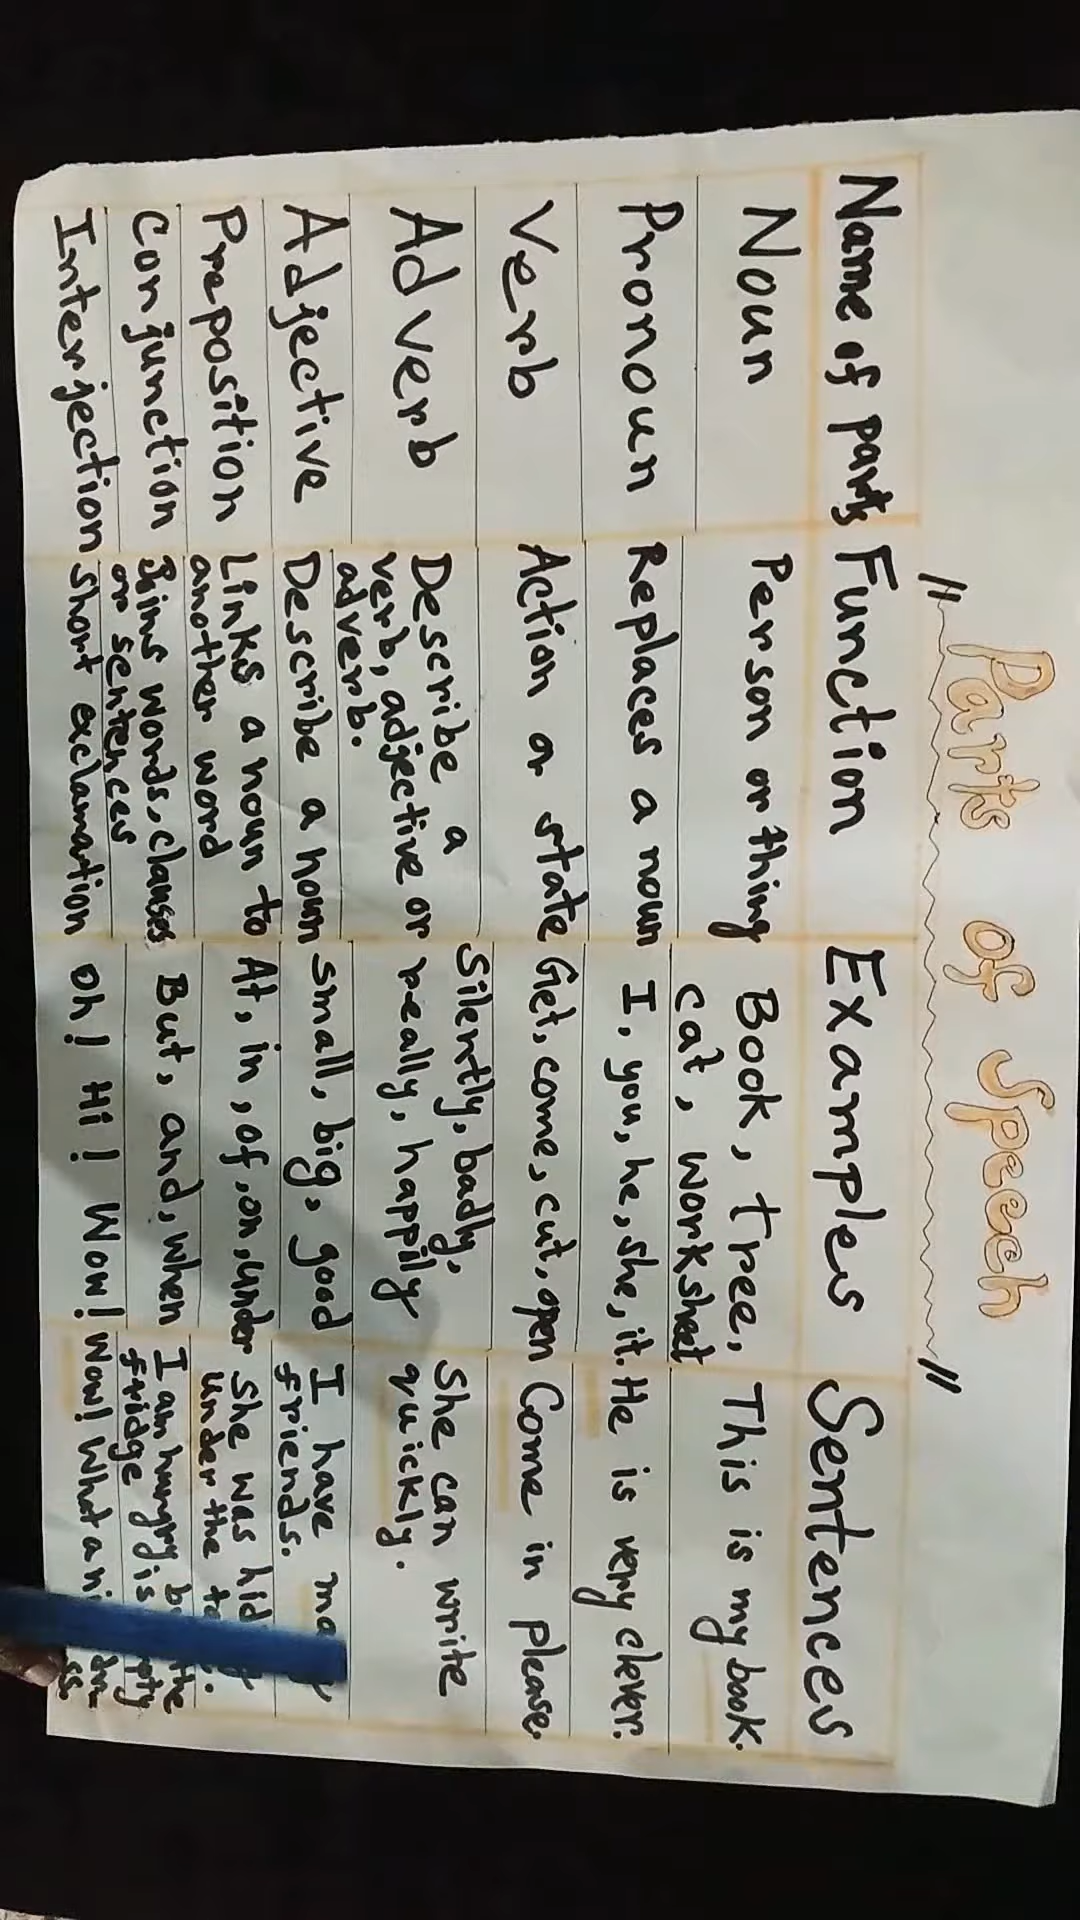 "Parts of Speech"
Name of parts Function Examples Sentences
Noun Person or thing Book, tree, This is my book.
cat, worksheet
Pronoun Replaces a noun I, you, he, she, it. He is very clever.
Verb Action or state Get, come, cut, open Come in please.
Adverb Describe a Silently, badly, She can write
verb, adjective or really, happily quickly.
adverb.
Adjective Describe a noun small, big, good I have
friends.
Preposition Links a noun to At, in, of, on, under She was
another word under the
Conjunction Joins words, clauses But, and, when I am hungry the
or sentences fridge is
Interjection Short exclamation oh! Hi! Wow! Wow! What a